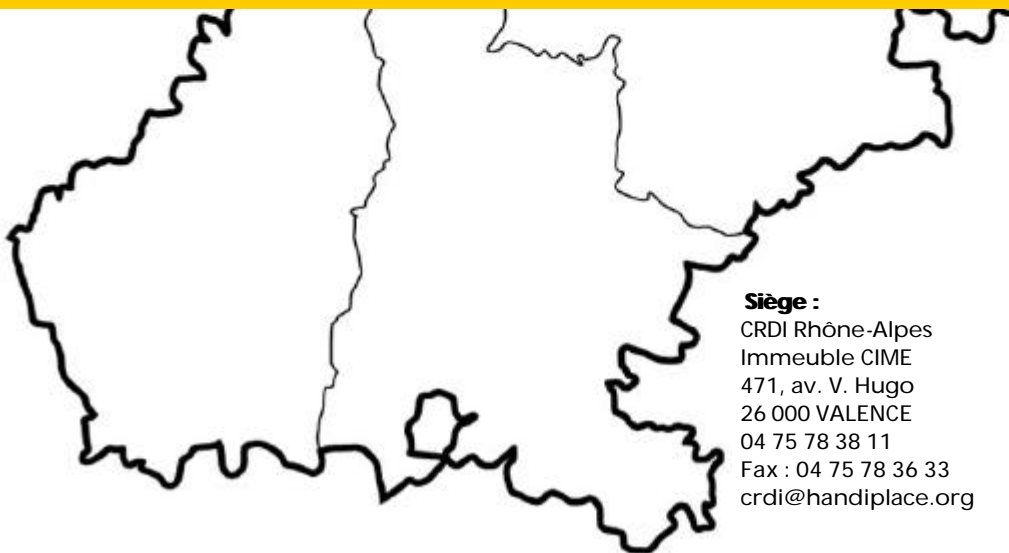 Siège :
CRDI Rhône-Alpes
Immeuble CIME
471, av. V. Hugo
26 000 VALENCE
04 75 78 38 11
Fax : 04 75 78 36 33
crdi@handiplace.org